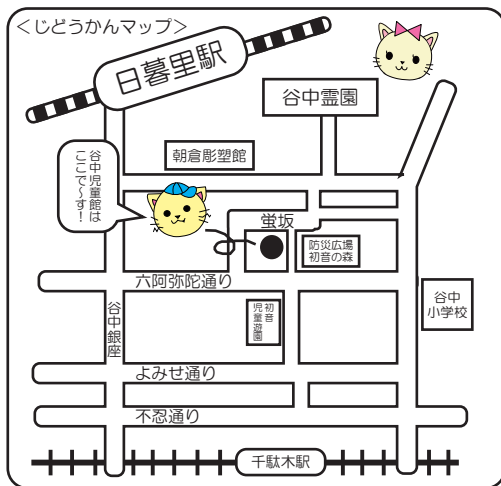 ＜じどうかんマップ＞
日暮里駅
谷中霊園
朝倉彫塑館
谷中児童館は
ここで〜す！
蛍坂
防災広場
初音の森
六阿弥陀通り
谷中
小学校
初音
児童遊園
谷中銀座
よみせ通り
不忍通り
千駄木駅